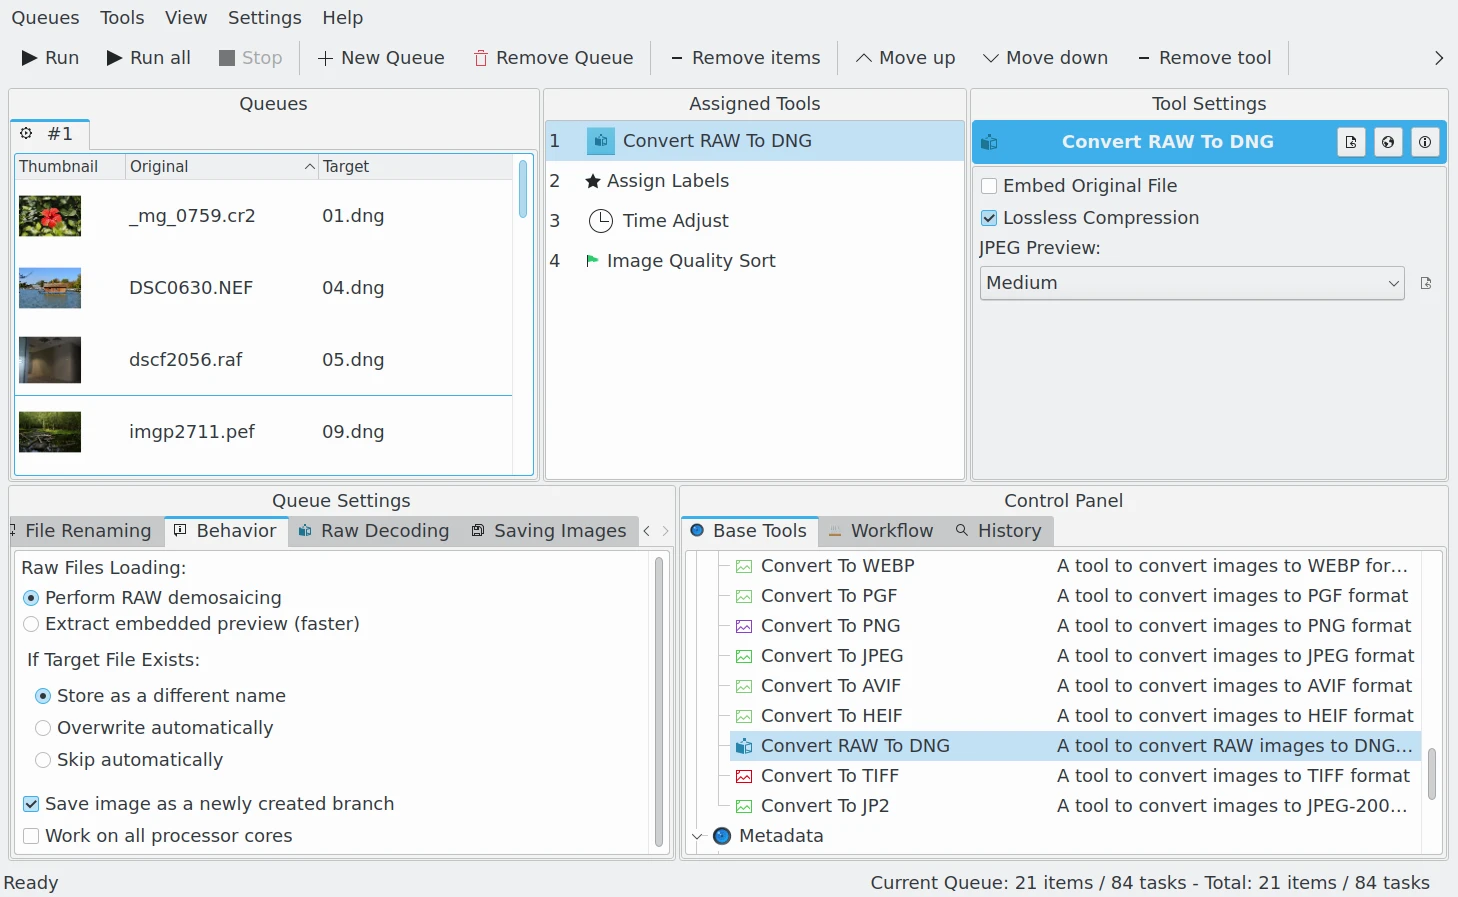 Queues Tools View Settings Help
Run Run all Stop New Queue Remove Queue Remove items Move up Move down Remove tool
Queues
#1
Thumbnail Original Target
_mg_0759.cr2 01.dng
DSC0630.NEF 04.dng
dscf2056.raf 05.dng
imgp2711.pef 09.dng
Assigned Tools
1 Convert RAW To DNG
2 Assign Labels
3 Time Adjust
4 Image Quality Sort
Tool Settings
Convert RAW To DNG
Embed Original File
Lossless Compression
JPEG Preview:
Medium
Queue Settings
File Renaming Behavior Raw Decoding Saving Images
Raw Files Loading:
Perform RAW demosaicing
Extract embedded preview (faster)
If Target File Exists:
Store as a different name
Overwrite automatically
Skip automatically
Save image as a newly created branch
Work on all processor cores
Control Panel
Base Tools Workflow History
Convert To WEBP A tool to convert images to WEBP for...
Convert To PGF A tool to convert images to PGF format
Convert To PNG A tool to convert images to PNG format
Convert To JPEG A tool to convert images to JPEG format
Convert To AVIF A tool to convert images to AVIF format
Convert To HEIF A tool to convert images to HEIF format
Convert RAW To DNG A tool to convert RAW images to DNG...
Convert To TIFF A tool to convert images to TIFF format
Convert To JP2 A tool to convert images to JPEG-200...
Metadata
Ready
Current Queue: 21 items / 84 tasks - Total: 21 items / 84 tasks